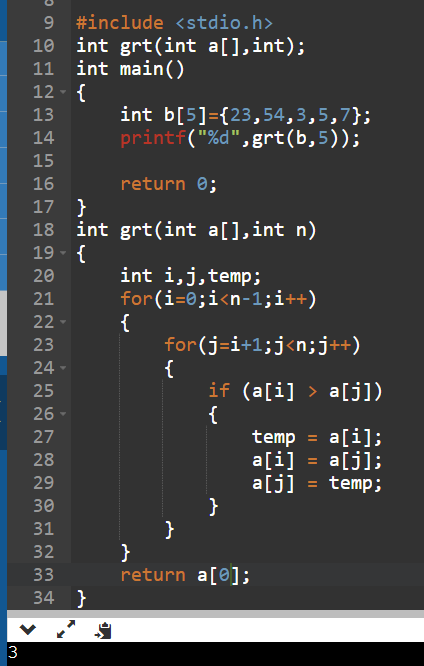 8
9 #include <stdio.h>
10 int grt(int a[],int);
11 int main()
12 {
13     int b[5]={23,54,3,5,7};
14     printf("%d",grt(b,5));
15
16     return 0;
17 }
18 int grt(int a[],int n)
19 {
20     int i,j,temp;
21     for(i=0;i<n-1;i++)
22     {
23         for(j=i+1;j<n;j++)
24         {
25             if (a[i] > a[j])
26             {
27                 temp = a[i];
28                 a[i] = a[j];
29                 a[j] = temp;
30             }
31         }
32     }
33     return a[0];
34 }
3